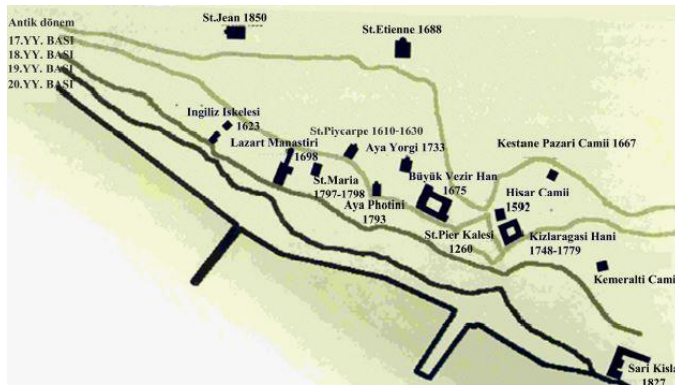 Antik dönem
17.YY. BASI
18.YY. BASI
19.YY. BASI
20.YY. BASI
St.Jean 1850
St.Etienne 1688
Ingiliz Iskelesi
1623
Lazart Manastiri
1698
St.Piycarpe 1610-1630
Aya Yorgi 1733
Kestane Pazari Camii 1667
St.Maria
1797-1798
Büyük Vezir Han
1675
Hisar Camii
1592
Aya Photini
1793
St.Pier Kalesi
1260
Kizlaragasi Hani
1748-1779
Kemeralti Cami
Sari Kisla
1827